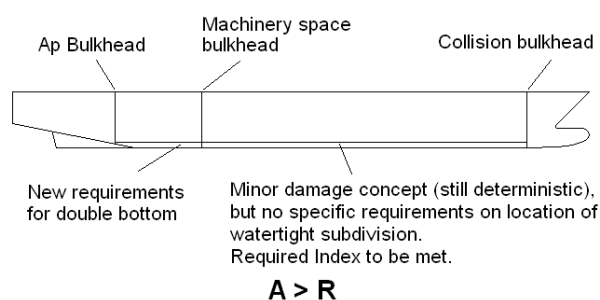 Machinery space
bulkhead
Ap Bulkhead
Collision bulkhead
New requirements
for double bottom
Minor damage concept (still deterministic),
but no specific requirements on location of
watertight subdivision.
Required Index to be met.
A > R